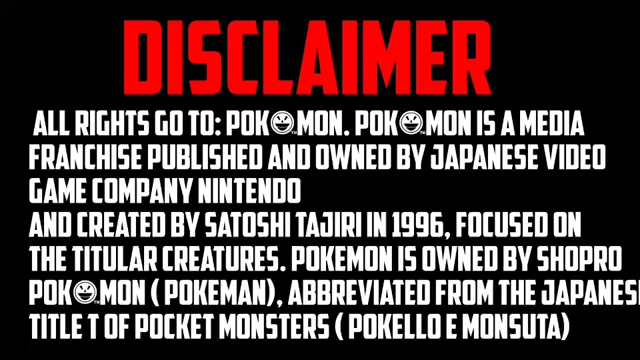 DISCLAIMER
ALL RIGHTS GO TO: POK☺MON. POK☺MON IS A MEDIA
FRANCHISE PUBLISHED AND OWNED BY JAPANESE VIDEO
GAME COMPANY NINTENDO
AND CREATED BY SATOSHI TAJIRI IN 1996, FOCUSED ON
THE TITULAR CREATURES. POKEMON IS OWNED BY SHOPRO
POK☺MON ( POKEMAN), ABBREVIATED FROM THE JAPANES
TITLE T OF POCKET MONSTERS ( POKELLO E MONSUTA)